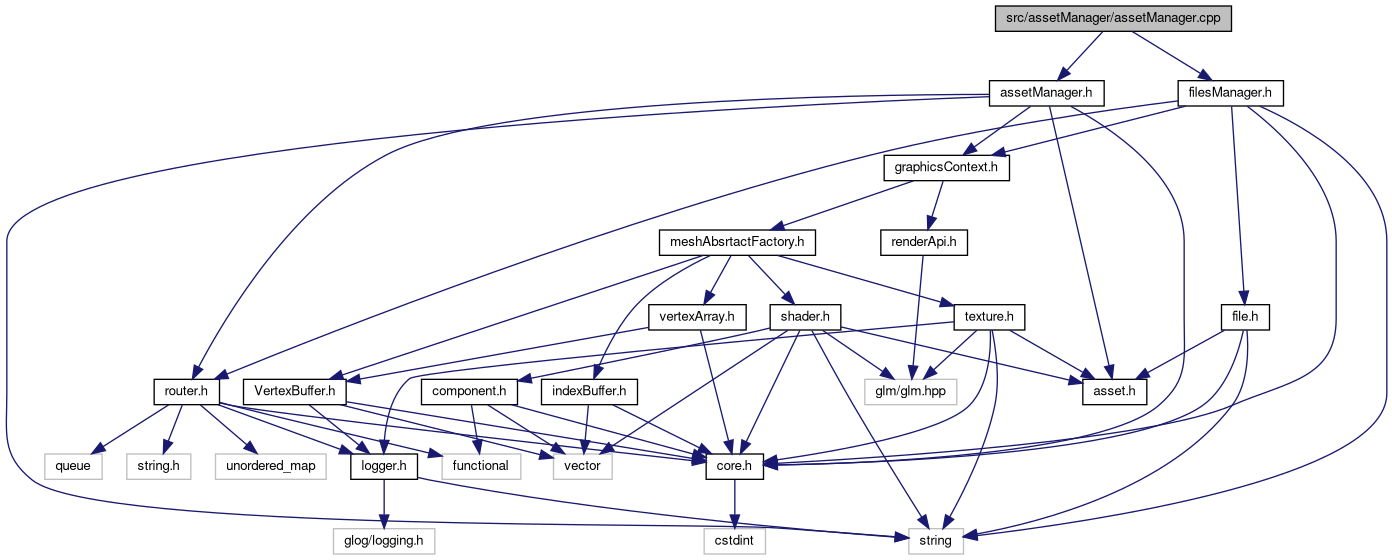 src/assetManager/assetManager.cpp
assetManager.h
filesManager.h
graphicsContext.h
meshAbsrtactFactory.h
renderApi.h
vertexArray.h
shader.h
texture.h
file.h
router.h
VertexBuffer.h
component.h
indexBuffer.h
glm/glm.hpp
asset.h
queue
string.h
unordered_map
logger.h
functional
vector
core.h
glog/logging.h
cstdint
string